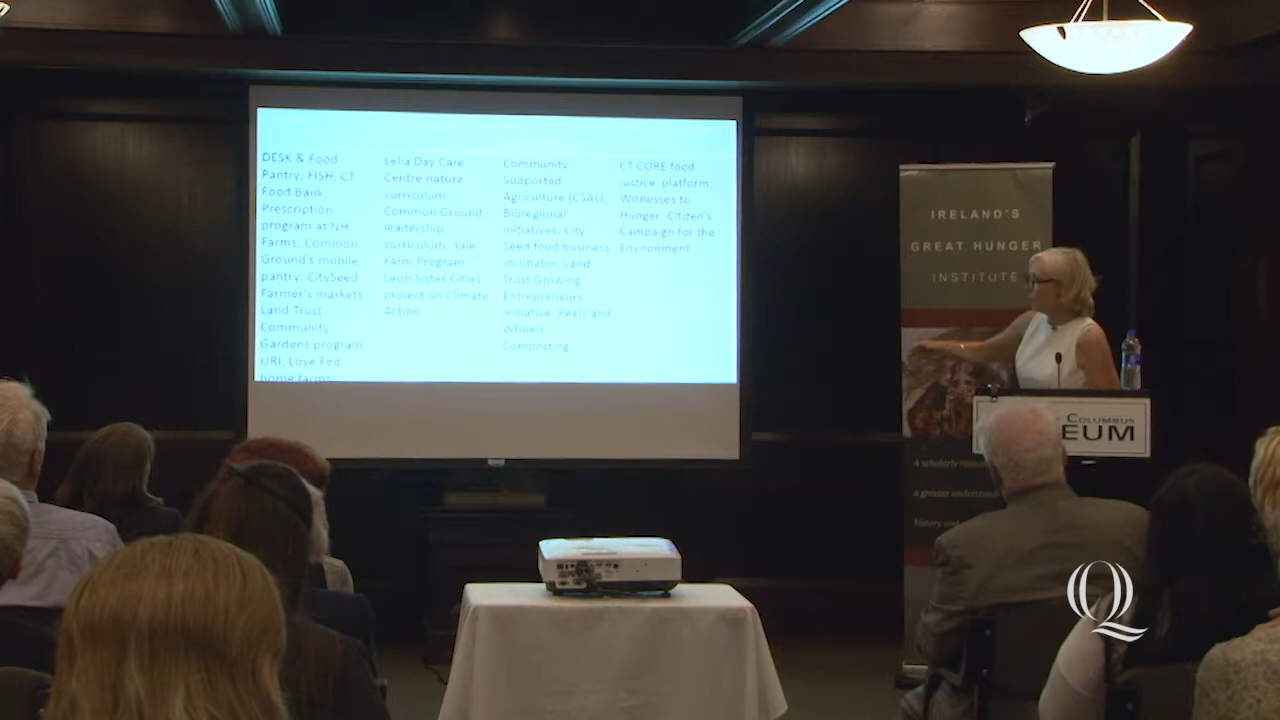 DESK & Food
Pantry; FISH. CT
Food Bank,
Prescription
program at NH
Farms; Common
Ground's mobile
pantry; CitySeed
Farmer's markets;
Land Trust
Community
Gardens program,
URI; Love Fed
home farms
Lelia Day Care
Centre nature
curriculum.
Common Ground
leadership
curriculum. Yale
Farm Program.
Leon Sister Cities
project on Climate
Action.
Community
Supported
Agriculture (CSAs);
Bioregional
initiatives; City
Seed food business
incubator; Land
Trust Growing
Entrepreneurs
initiative; Peels and
Wheels
Composting
CT CORE food
justice platform.
Witnesses to
Hunger. Citizen's
Campaign for the
Environment
IRELAND'S
GREAT HUNGER
INSTITUTE
COLUMBUS
EUM
A scholarly
a greater
history and
Q